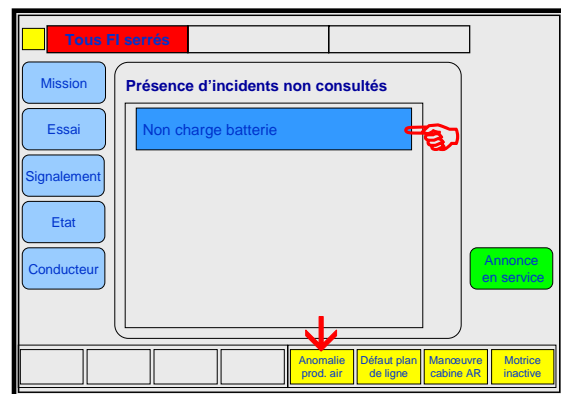 Tous FI serrés
Mission
Présence d'incidents non consultés
Essai
Non charge batterie
Signalement
Etat
Conducteur
Annonce
en service
Anomalie
prod. air
Défaut plan
de ligne
Manœuvre
cabine AR
Motrice
inactive